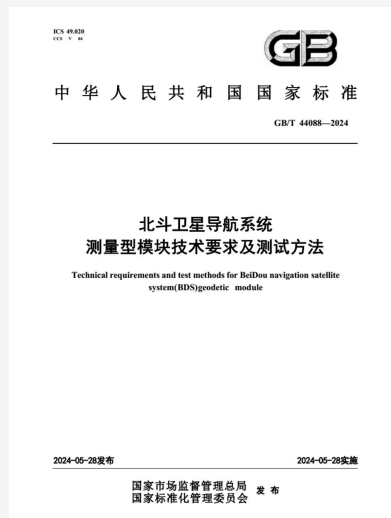 ICS 49.020
CCS V 84
GB
中华人民共和国国家标准
GB/T 44088—2024
北斗卫星导航系统
测量型模块技术要求及测试方法
Technical requirements and test methods for BeiDou navigation satellite
system(BDS)geodetic module
2024-05-28发布
2024-05-28实施
国家市场监督管理总局
国家标准化管理委员会
发布